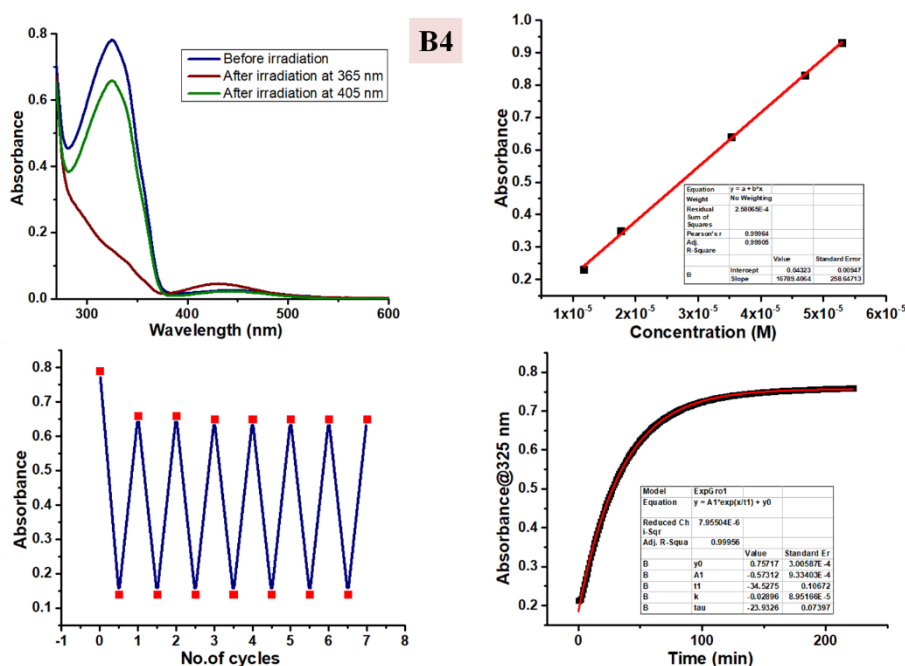 B4
Absorbance
0.8
0.6
0.4
0.2
0.0
300 400 500 600
Wavelength (nm)
Before irradiation
After irradiation at 365 nm
After irradiation at 405 nm
Absorbance
1.0
0.9
0.8
0.7
0.6
0.5
0.4
0.3
0.2
1x10⁻⁵ 2x10⁻⁵ 3x10⁻⁵ 4x10⁻⁵ 5x10⁻⁵ 6x10⁻⁵
Concentration (M)
Equation y = a + b*x
Weight No Weighting
Residual Sum of Squares 2.58065E-4
Pearson's r 0.99964
Adj. R-Square 0.99905
Value Standard Error
B Intercept 0.04323 0.00947
Slope 16789.4064 258.64713
Absorbance
0.8
0.7
0.6
0.5
0.4
0.3
0.2
0.1
-1 0 1 2 3 4 5 6 7 8
No.of cycles
Absorbance@325 nm
0.8
0.7
0.6
0.5
0.4
0.3
0.2
0 100 200
Time (min)
Model ExpGro1
Equation y = A1*exp(x/t1) + y0
Reduced Ch i-Sqr 7.95504E-6
Adj. R-Squa 0.99956
Value Standard Er
B y0 0.75717 3.00587E-4
B A1 -0.57312 9.33403E-4
B t1 -34.5275 0.10672
B k -0.02896 8.95166E-5
B tau -23.9326 0.07397